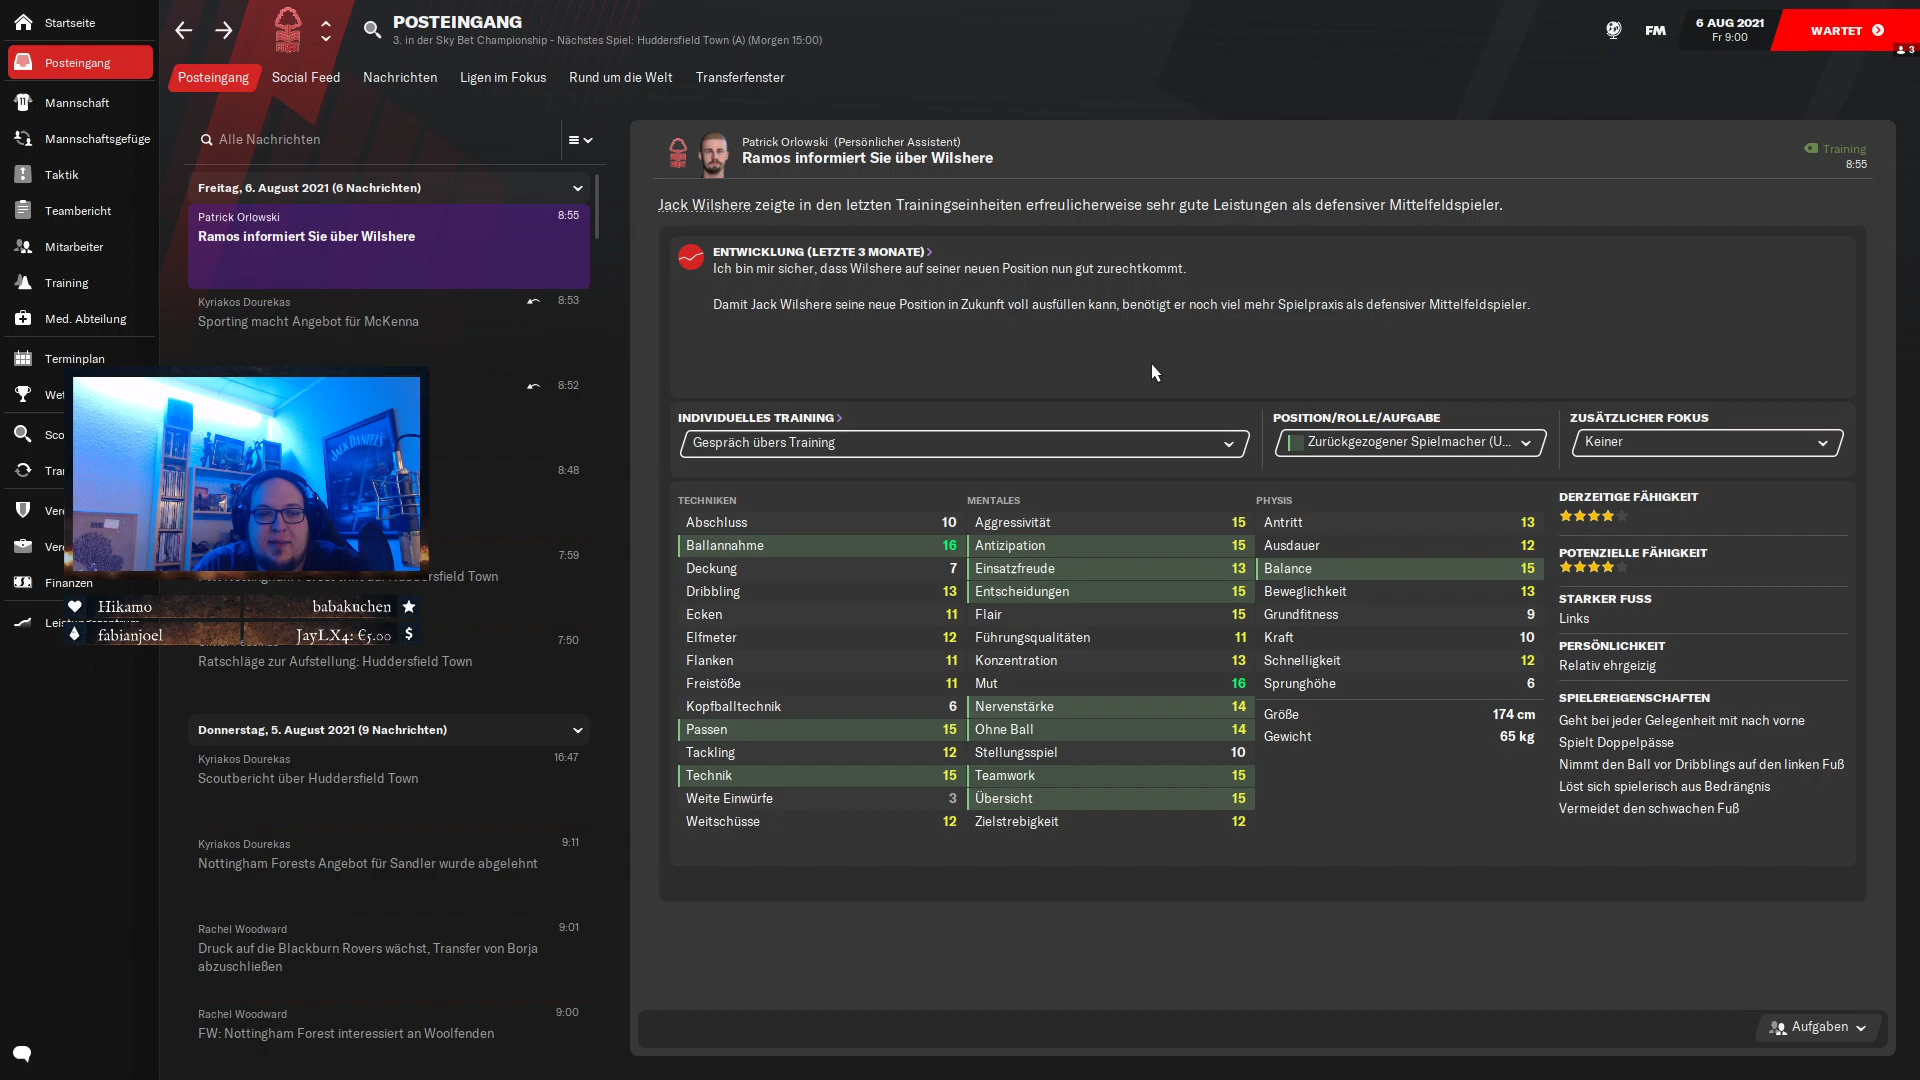 Startseite
Posteingang
Mannschaft
Mannschaftsgefüge
Taktik
Teambericht
Mitarbeiter
Training
Med. Abteilung
Terminplan
Finanzen
POSTEINGANG
3. in der Sky Bet Championship - Nächstes Spiel: Huddersfield Town (A) (Morgen 15:00)
FM
6 AUG 2021
Fr 9:00
WARTET
3
Posteingang Social Feed Nachrichten Ligen im Fokus Rund um die Welt Transferfenster
Alle Nachrichten
Freitag, 6. August 2021 (6 Nachrichten)
Patrick Orlowski 8:55
Ramos informiert Sie über Wilshere
Kyriakos Dourekas 8:53
Sporting macht Angebot für McKenna
8:52
8:48
7:59
Huddersfield Town
7:50
Ratschläge zur Aufstellung: Huddersfield Town
Donnerstag, 5. August 2021 (9 Nachrichten)
Kyriakos Dourekas 16:47
Scoutbericht über Huddersfield Town
Kyriakos Dourekas 9:11
Nottingham Forests Angebot für Sandler wurde abgelehnt
Rachel Woodward 9:01
Druck auf die Blackburn Rovers wächst, Transfer von Borja
abzuschließen
Rachel Woodward 9:00
FW: Nottingham Forest interessiert an Woolfenden
JACK DANIEL'S
Hikamo babakuchen
fabianjoel JayLX4: €5.00 $
Patrick Orlowski (Persönlicher Assistent)
Ramos informiert Sie über Wilshere
Training
8:55
Jack Wilshere zeigte in den letzten Trainingseinheiten erfreulicherweise sehr gute Leistungen als defensiver Mittelfeldspieler.
ENTWICKLUNG (LETZTE 3 MONATE)
Ich bin mir sicher, dass Wilshere auf seiner neuen Position nun gut zurechtkommt.
Damit Jack Wilshere seine neue Position in Zukunft voll ausfüllen kann, benötigt er noch viel mehr Spielpraxis als defensiver Mittelfeldspieler.
INDIVIDUELLES TRAINING
Gespräch übers Training
POSITION/ROLLE/AUFGABE
Zurückgezogener Spielmacher (U...
ZUSÄTZLICHER FOKUS
Keiner
TECHNIKEN
Abschluss 10
Ballannahme 16
Deckung 7
Dribbling 13
Ecken 11
Elfmeter 12
Flanken 11
Freistöße 11
Kopfballtechnik 6
Passen 15
Tackling 12
Technik 15
Weite Einwürfe 3
Weitschüsse 12
MENTALES
Aggressivität 15
Antizipation 15
Einsatzfreude 13
Entscheidungen 15
Flair 15
Führungsqualitäten 11
Konzentration 13
Mut 16
Nervenstärke 14
Ohne Ball 14
Stellungsspiel 10
Teamwork 15
Übersicht 15
Zielstrebigkeit 12
PHYSIS
Antritt 13
Ausdauer 12
Balance 15
Beweglichkeit 13
Grundfitness 9
Kraft 10
Schnelligkeit 12
Sprunghöhe 6
Größe 174 cm
Gewicht 65 kg
DERZEITIGE FÄHIGKEIT
POTENZIELLE FÄHIGKEIT
STARKER FUSS
Links
PERSÖNLICHKEIT
Relativ ehrgeizig
SPIELEREIGENSCHAFTEN
Geht bei jeder Gelegenheit mit nach vorne
Spielt Doppelpässe
Nimmt den Ball vor Dribblings auf den linken Fuß
Löst sich spielerisch aus Bedrängnis
Vermeidet den schwachen Fuß
Aufgaben